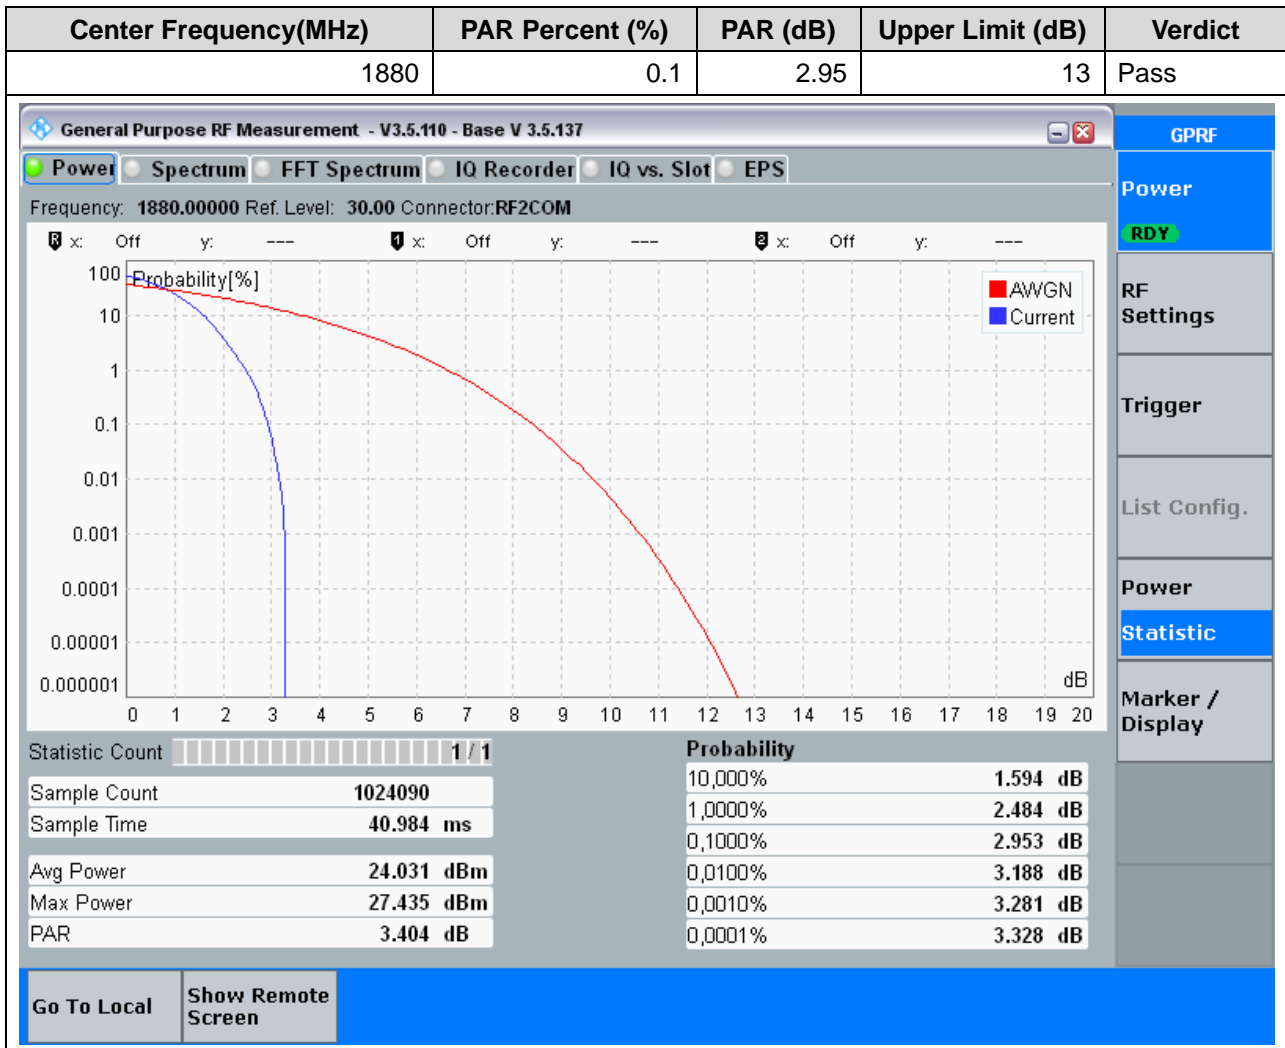 Center Frequency(MHz) PAR Percent (%) PAR (dB) Upper Limit (dB) Verdict
1880 0.1 2.95 13 Pass
General Purpose RF Measurement - V3.5.110 - Base V 3.5.137
GPRF
Power Spectrum FFT Spectrum IQ Recorder IQ vs. Slot EPS
Frequency: 1880.00000 Ref. Level: 30.00 Connector:RF2COM
R x: Off y: --- 1 x: Off y: --- 2 x: Off y: ---
Power
RDY
RF
Settings
Trigger
List Config.
Power
Statistic
Marker /
Display
Probability[%]
AWGN
Current
100
10
1
0.1
0.01
0.001
0.0001
0.00001
0.000001
dB
0 1 2 3 4 5 6 7 8 9 10 11 12 13 14 15 16 17 18 19 20
Statistic Count 1 / 1
Sample Count 1024090
Sample Time 40.984 ms
Avg Power 24.031 dBm
Max Power 27.435 dBm
PAR 3.404 dB
Probability
10,000% 1.594 dB
1,0000% 2.484 dB
0,1000% 2.953 dB
0,0100% 3.188 dB
0,0010% 3.281 dB
0,0001% 3.328 dB
Go To Local
Show Remote
Screen